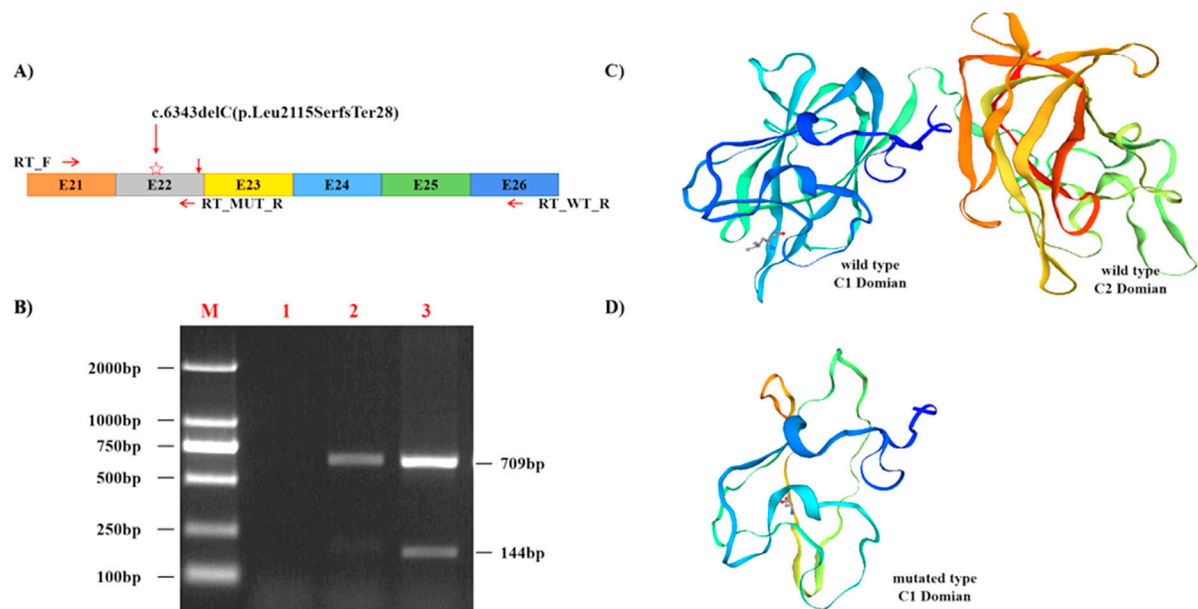 A)
c.6343delC(p.Leu2115SerfsTer28)
RT_F
E21 E22 E23 E24 E25 E26
RT_MUT_R RT_WT_R
B)
M 1 2 3
2000bp
1000bp
750bp
500bp
250bp
100bp
709bp
144bp
C)
wild type
C1 Domian
wild type
C2 Domian
D)
mutated type
C1 Domian